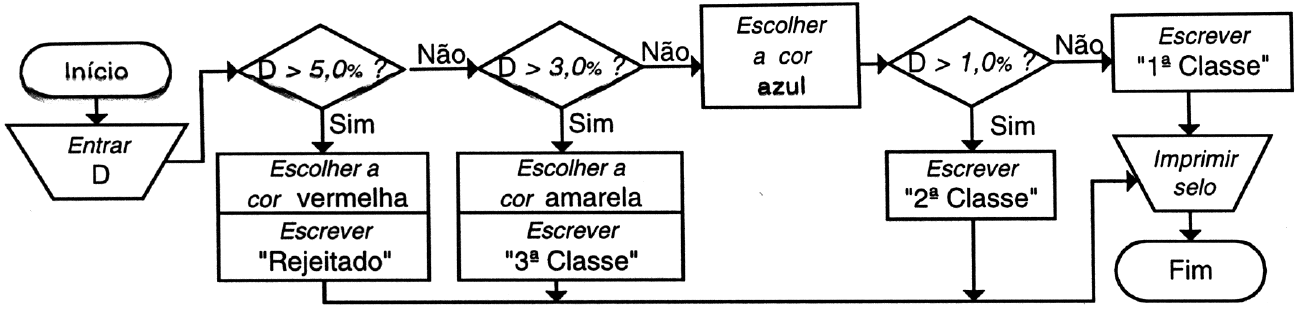 Início
Entrar
D
D > 5,0% ?
Não
Sim
Escolher a
cor vermelha
Escrever
"Rejeitado"
D > 3,0% ?
Não
Sim
Escolher a
cor amarela
Escrever
"3ª Classe"
Escolher
a cor
azul
D > 1,0% ?
Não
Sim
Escrever
"2ª Classe"
Escrever
"1ª Classe"
Imprimir
selo
Fim